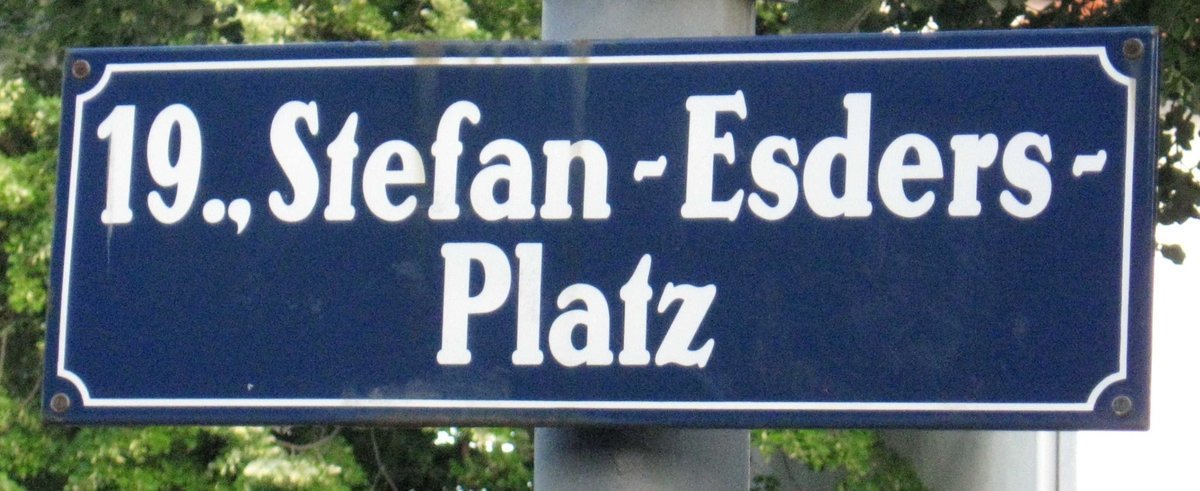 19., Stefan-Esders-
Platz